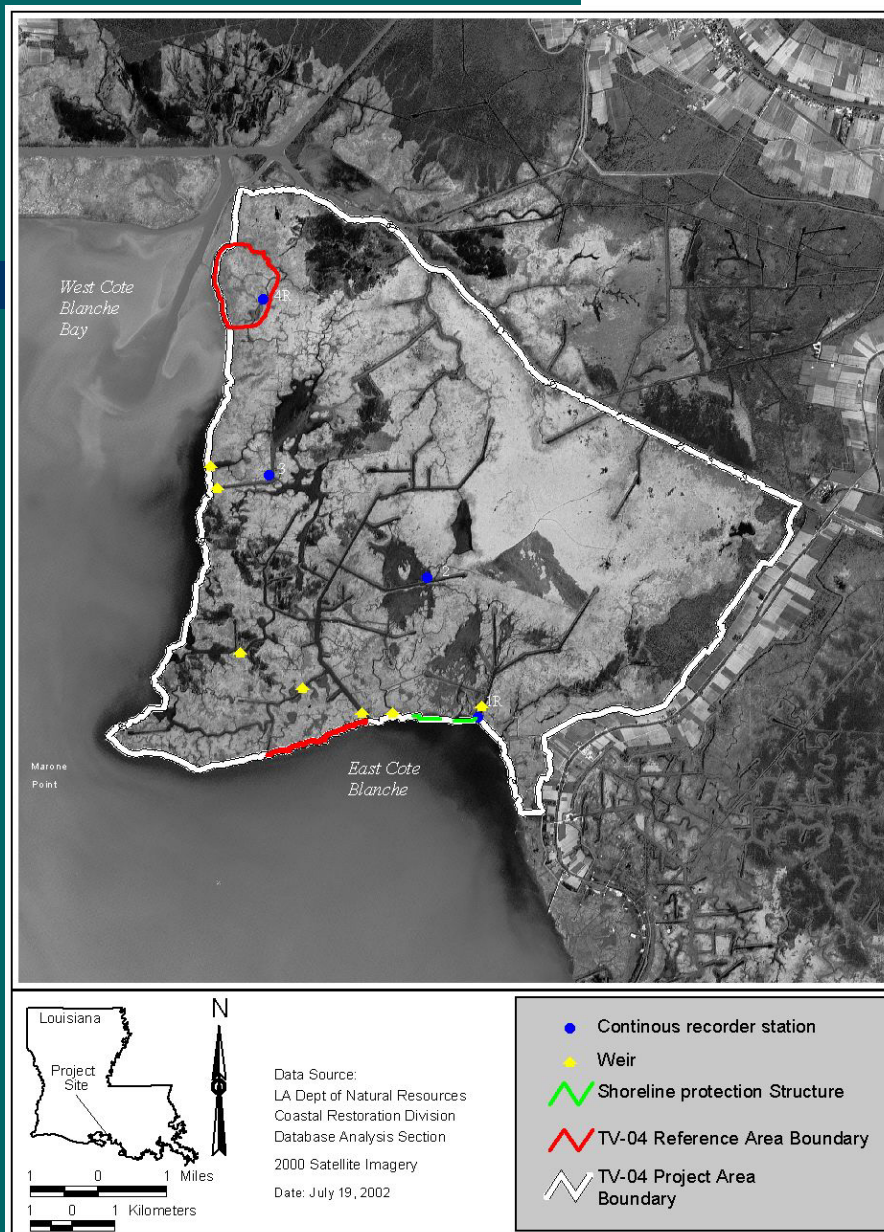 West Cote
Blanche
Bay
4R
3
2
1R
East Cote
Blanche
Marone
Point
Louisiana
Project
Site
N
1 0 1 Miles
1 0 1 Kilometers
Data Source:
LA Dept of Natural Resources
Coastal Restoration Division
Database Analysis Section
2000 Satellite Imagery
Date: July 19, 2002
Continous recorder station
Weir
Shoreline protection Structure
TV-04 Reference Area Boundary
TV-04 Project Area
Boundary